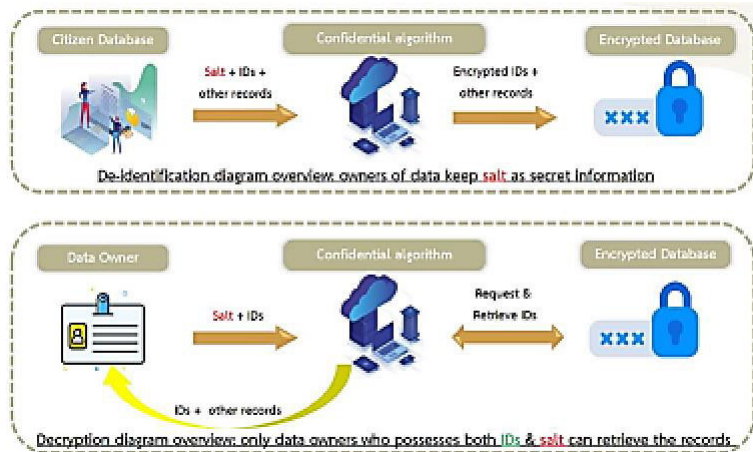 Citizen Database
Confidential algorithm
Encrypted Database
Salt + IDs +
other records
Encrypted IDs +
other records
×××
De-identification diagram overview: owners of data keep salt as secret information
Data Owner
Confidential algorithm
Encrypted Database
Salt + IDs
Request &
Retrieve IDs
×××
IDs + other records
Decryption diagram overview: only data owners who possesses both IDs & salt can retrieve the records